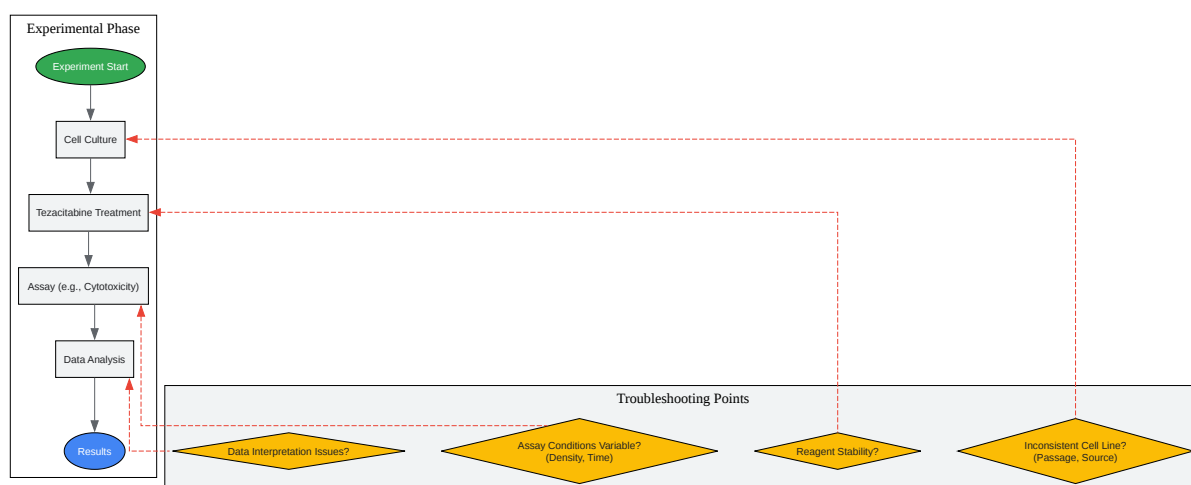 Experimental Phase
Experiment Start
Cell Culture
Tezacitabine Treatment
Assay (e.g., Cytotoxicity)
Data Analysis
Results
Troubleshooting Points
Data Interpretation Issues?
Assay Conditions Variable?
(Density, Time)
Reagent Stability?
Inconsistent Cell Line?
(Passage, Source)